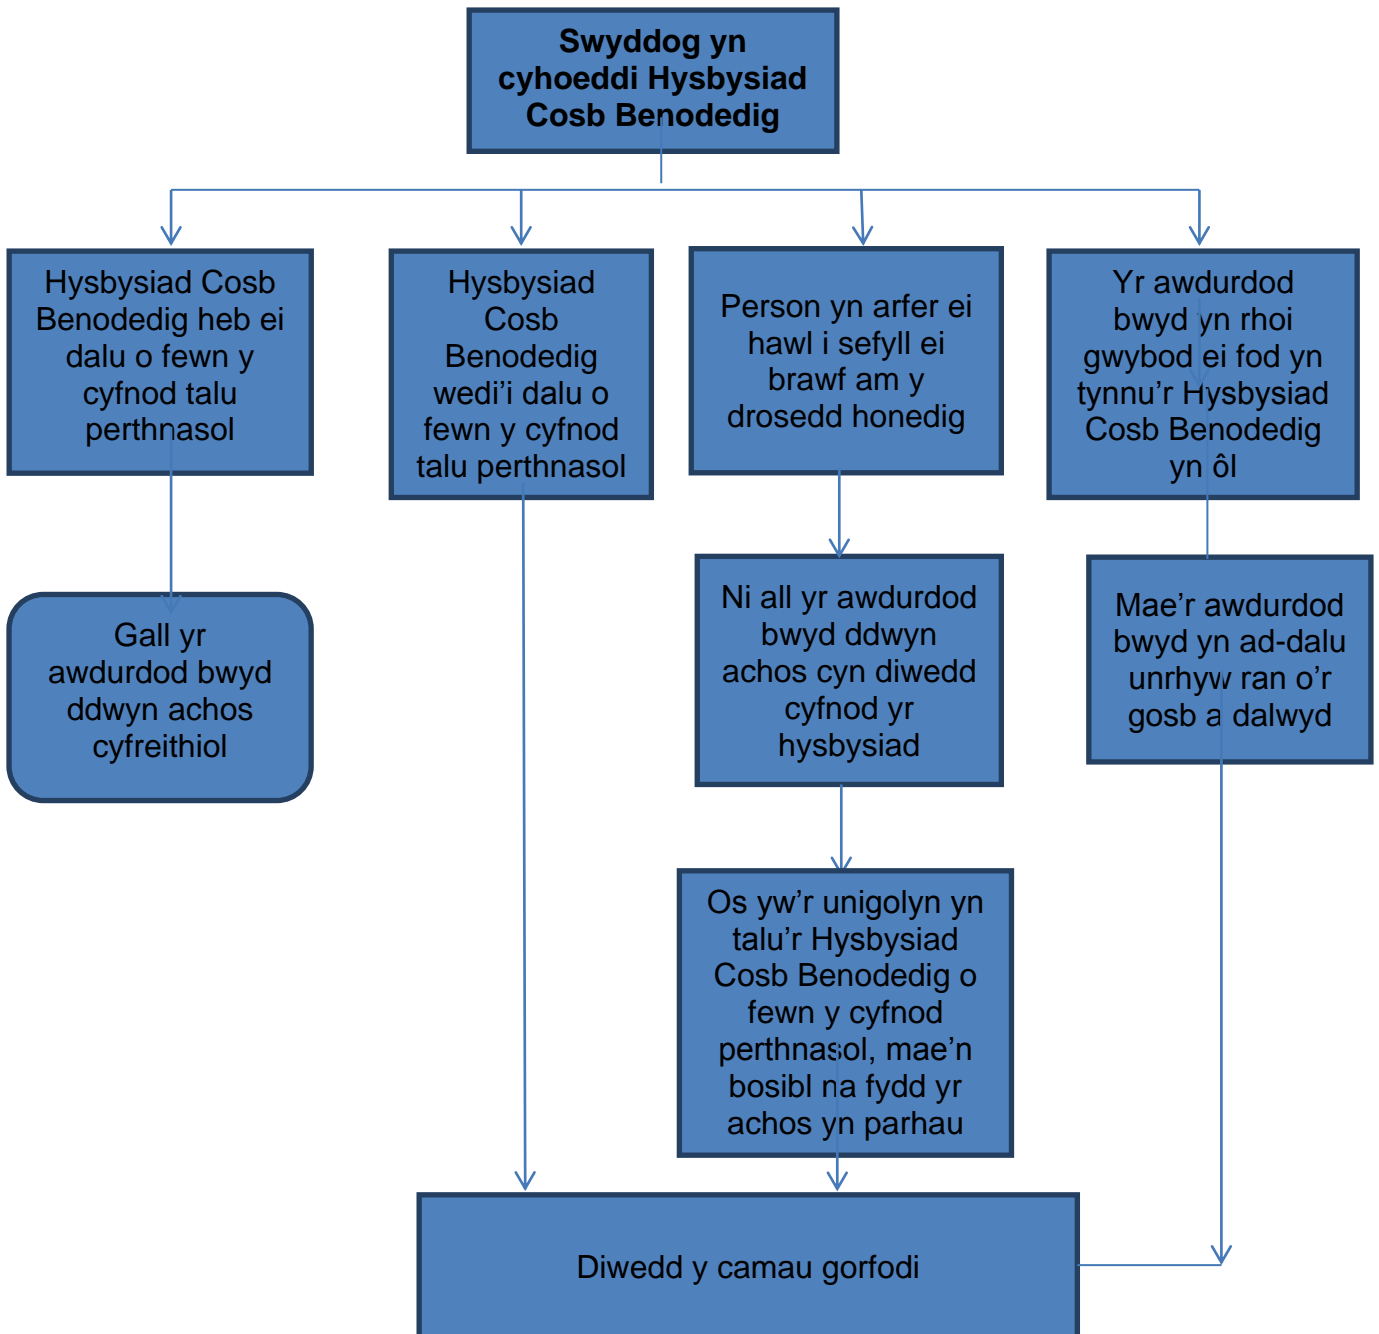 Swyddog yn
cyhoeddi Hysbysiad
Cosb Benodedig
Hysbysiad Cosb
Benodedig heb ei
dalu o fewn y
cyfnod talu
perthnasol
Hysbysiad
Cosb
Benodedig
wedi’i dalu o
fewn y cyfnod
talu perthnasol
Person yn arfer ei
hawl i sefyll ei
brawf am y
drosedd honedig
Yr awdurdod
bwyd yn rhoi
gwybod ei fod yn
tynnu’r Hysbysiad
Cosb Benodedig
yn ôl
Gall yr
awdurdod bwyd
ddwyn achos
cyfreithiol
Ni all yr awdurdod
bwyd ddwyn
achos cyn diwedd
cyfnod yr
hysbysiad
Mae’r awdurdod
bwyd yn ad-dalu
unrhyw ran o’r
gosb a dalwyd
Os yw’r unigolyn yn
talu’r Hysbysiad
Cosb Benodedig o
fewn y cyfnod
perthnasol, mae’n
bosibl na fydd yr
achos yn parhau
Diwedd y camau gorfodi